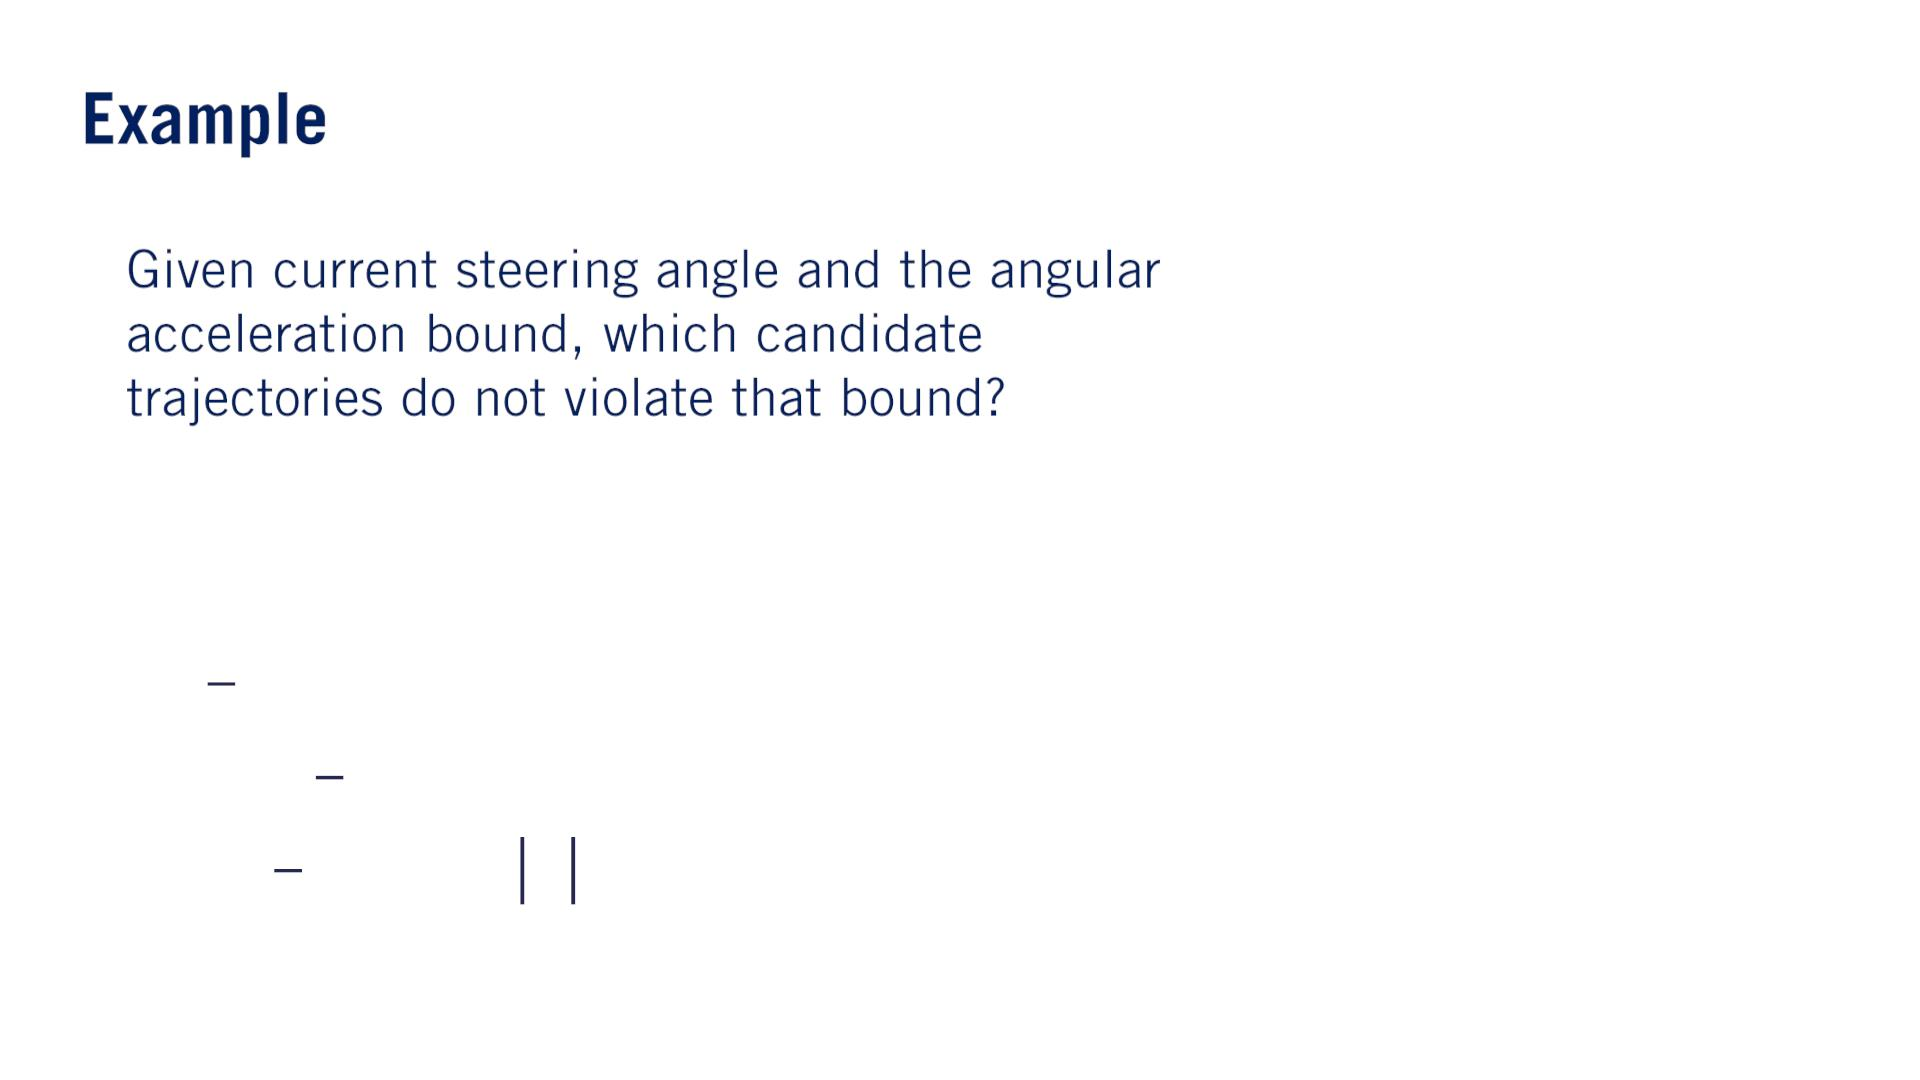 Example
Given current steering angle and the angular
acceleration bound, which candidate
trajectories do not violate that bound?
–
–
– | |